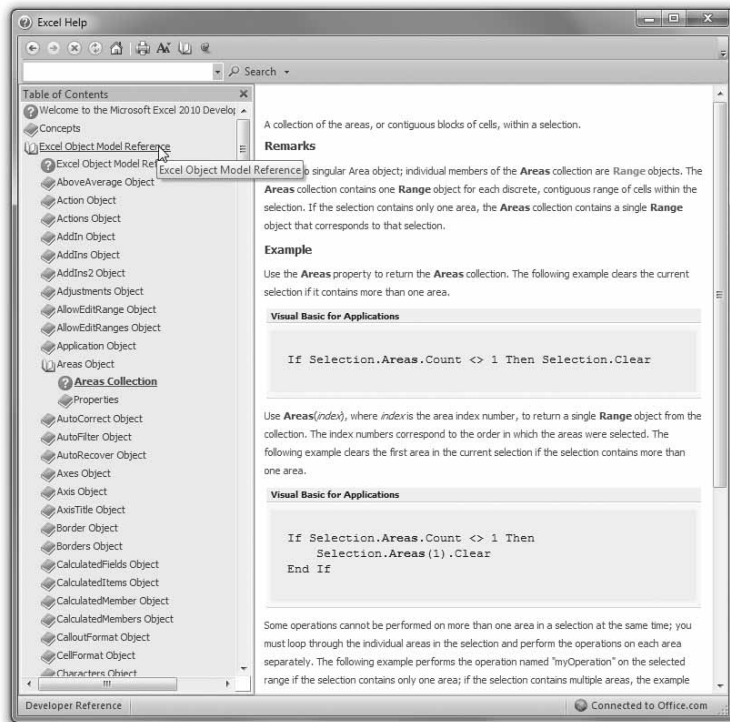 Excel Help
Search
Table of Contents
Welcome to the Microsoft Excel 2010 Develop
Concepts
Excel Object Model Reference
Excel Object Model Ref
Excel Object Model Reference
AboveAverage Object
Action Object
Actions Object
AddIn Object
AddIns Object
AddIns2 Object
Adjustments Object
AllowEditRange Object
AllowEditRanges Object
Application Object
Areas Object
Areas Collection
Properties
AutoCorrect Object
AutoFilter Object
AutoRecover Object
Axes Object
Axis Object
AxisTitle Object
Border Object
Borders Object
CalculatedFields Object
CalculatedItems Object
CalculatedMember Object
CalculatedMembers Object
CalloutFormat Object
CellFormat Object
Characters Object
A collection of the areas, or contiguous blocks of cells, within a selection.
Remarks
o singular Area object; individual members of the Areas collection are Range objects. The
Areas collection contains one Range object for each discrete, contiguous range of cells within the
selection. If the selection contains only one area, the Areas collection contains a single Range
object that corresponds to that selection.
Example
Use the Areas property to return the Areas collection. The following example clears the current
selection if it contains more than one area.
Visual Basic for Applications
If Selection.Areas.Count <> 1 Then Selection.Clear
Use Areas(index), where index is the area index number, to return a single Range object from the
collection. The index numbers correspond to the order in which the areas were selected. The
following example clears the first area in the current selection if the selection contains more than
one area.
Visual Basic for Applications
If Selection.Areas.Count <> 1 Then
Selection.Areas(1).Clear
End If
Some operations cannot be performed on more than one area in a selection at the same time; you
must loop through the individual areas in the selection and perform the operations on each area
separately. The following example performs the operation named "myOperation" on the selected
range if the selection contains only one area; if the selection contains multiple areas, the example
Developer Reference
Connected to Office.com